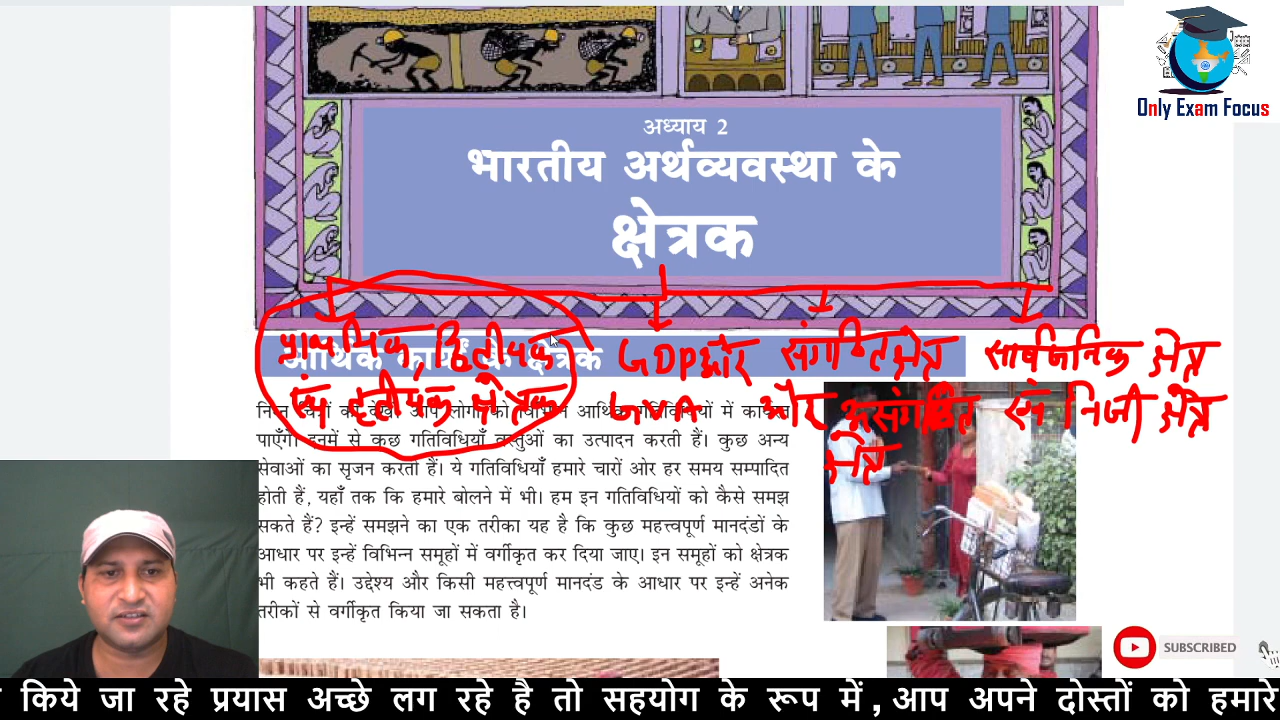 Only Exam Focus
अध्याय 2
भारतीय अर्थव्यवस्था के
क्षेत्रक
प्राथमिक, द्वितीयक
एवं तृतीयक क्षेत्रक
GDP और
GVA
संगठित क्षेत्र
और असंगठित
क्षेत्र
सार्वजनिक क्षेत्र
एवं निजी क्षेत्र
आर्थिक कार्यों के क्षेत्रक
पाएँगे। इनमें से कुछ गतिविधियाँ वस्तुओं का उत्पादन करती हैं। कुछ अन्य
सेवाओं का सृजन करती हैं। ये गतिविधियाँ हमारे चारों ओर हर समय सम्पादित
होती हैं, यहाँ तक कि हमारे बोलने में भी। हम इन गतिविधियों को कैसे समझ
सकते हैं? इन्हें समझने का एक तरीका यह है कि कुछ महत्त्वपूर्ण मानदंडों के
आधार पर इन्हें विभिन्न समूहों में वर्गीकृत कर दिया जाए। इन समूहों को क्षेत्रक
भी कहते हैं। उद्देश्य और किसी महत्त्वपूर्ण मानदंड के आधार पर इन्हें अनेक
तरीकों से वर्गीकृत किया जा सकता है।
SUBSCRIBED
किये जा रहे प्रयास अच्छे लग रहे है तो सहयोग के रूप में, आप अपने दोस्तों को हमारे